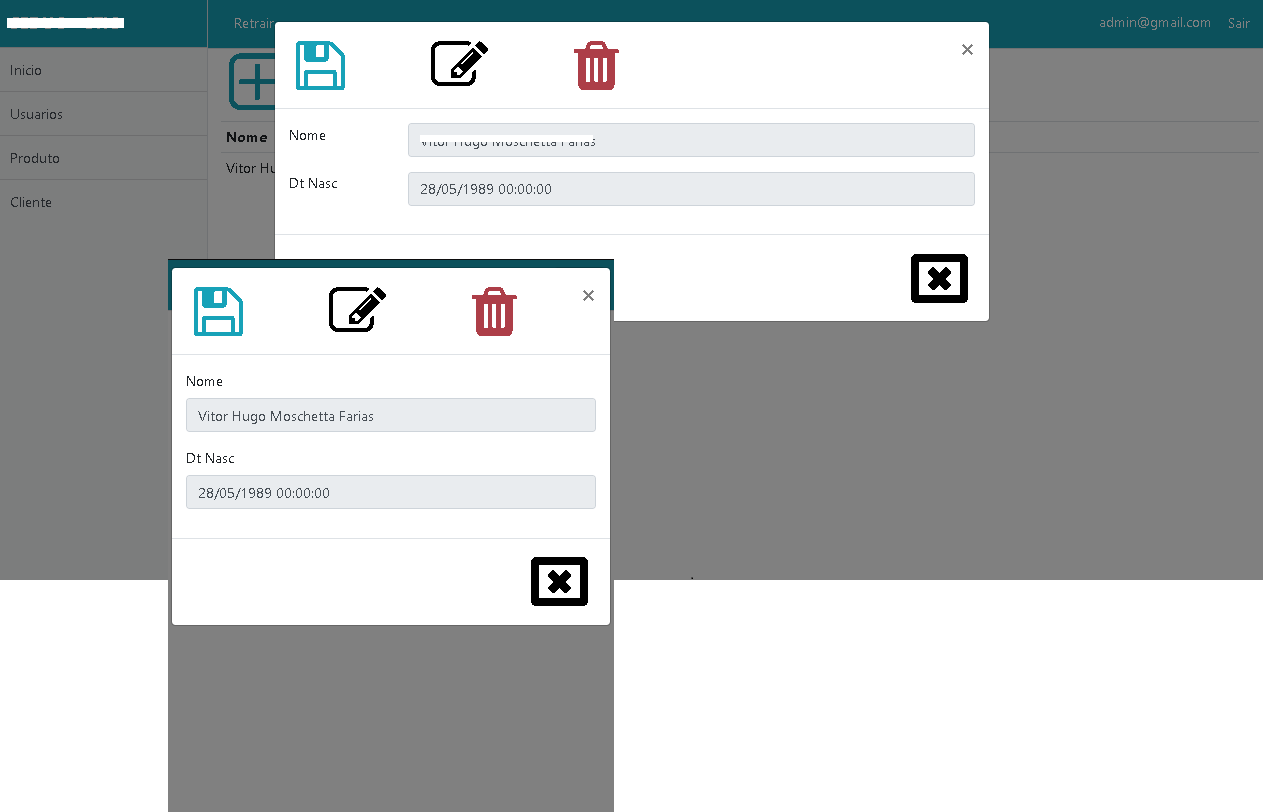 Retrair
admin@gmail.com Sair
Inicio
Usuarios
Produto
Cliente
Nome
Vitor Hu
×
Nome
Vitor Hugo Moschetta Farias
Dt Nasc
28/05/1989 00:00:00
×
Nome
Vitor Hugo Moschetta Farias
Dt Nasc
28/05/1989 00:00:00